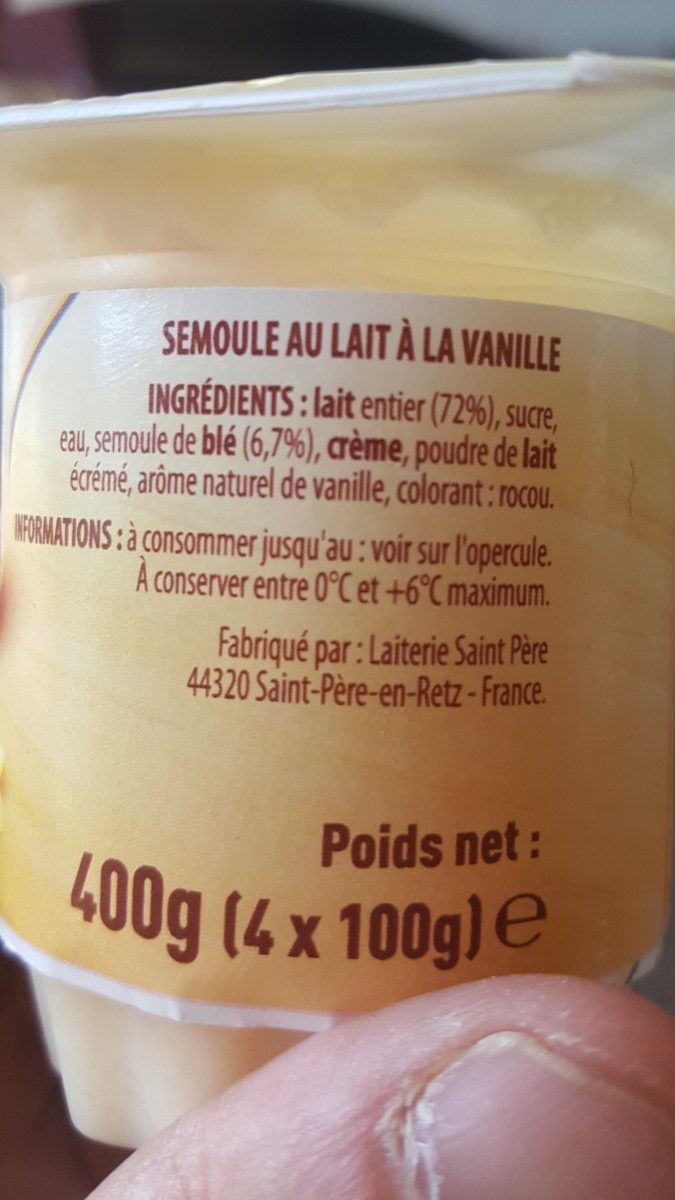 SEMOULE AU LAIT À LA VANILLE
INGRÉDIENTS : lait entier (72%), sucre,
eau, semoule de blé (6,7%), crème, poudre de lait
écrémé, arôme naturel de vanille, colorant : rocou.
INFORMATIONS : à consommer jusqu'au : voir sur l'opercule.
À conserver entre 0°C et +6°C maximum.
Fabriqué par : Laiterie Saint Père
44320 Saint-Père-en-Retz - France.
Poids net :
400g (4 x 100g) ℮